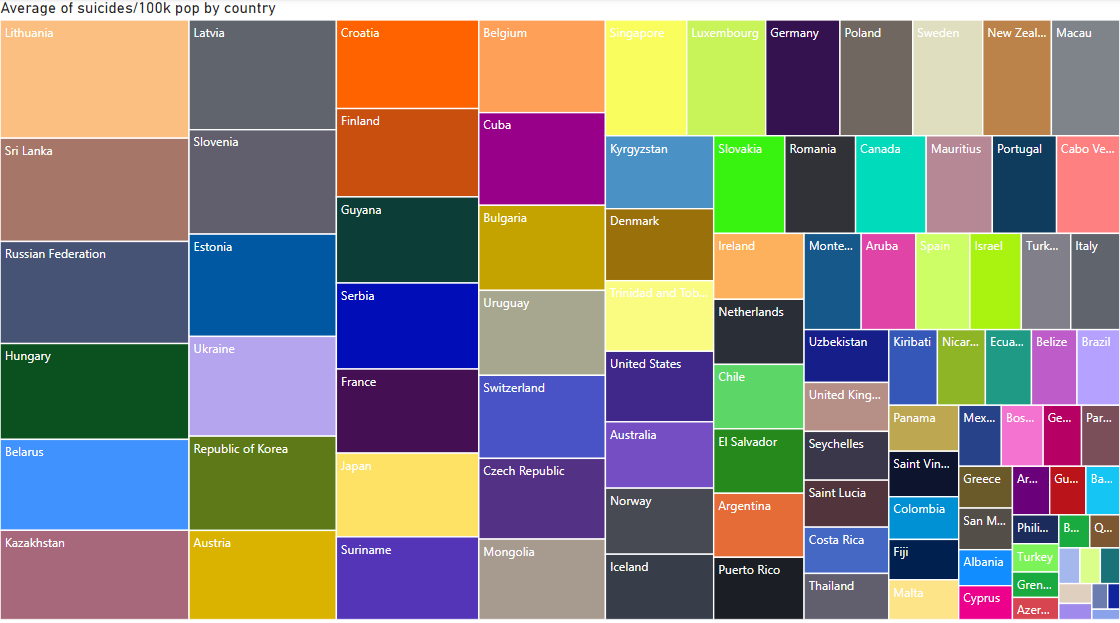 Average of suicides/100k pop by country
Lithuania
Sri Lanka
Russian Federation
Hungary
Belarus
Kazakhstan
Latvia
Slovenia
Estonia
Ukraine
Republic of Korea
Austria
Croatia
Finland
Guyana
Serbia
France
Japan
Suriname
Belgium
Cuba
Bulgaria
Uruguay
Switzerland
Czech Republic
Mongolia
Singapore
Luxembourg
Germany
Poland
Sweden
New Zeal...
Macau
Kyrgyzstan
Denmark
Trinidad and Tob...
United States
Australia
Norway
Iceland
Slovakia
Romania
Canada
Mauritius
Portugal
Cabo Ve...
Ireland
Netherlands
Chile
El Salvador
Argentina
Puerto Rico
Monte...
Aruba
Spain
Israel
Turk...
Italy
Uzbekistan
United King...
Seychelles
Saint Lucia
Costa Rica
Thailand
Kiribati
Nicar...
Ecua...
Belize
Brazil
Panama
Saint Vin...
Colombia
Fiji
Malta
Mex...
Bos...
Ge...
Par...
Greece
San M...
Albania
Cyprus
Ar...
Gu...
Ba...
Phili...
B...
Q...
Turkey
Gren...
Azer...